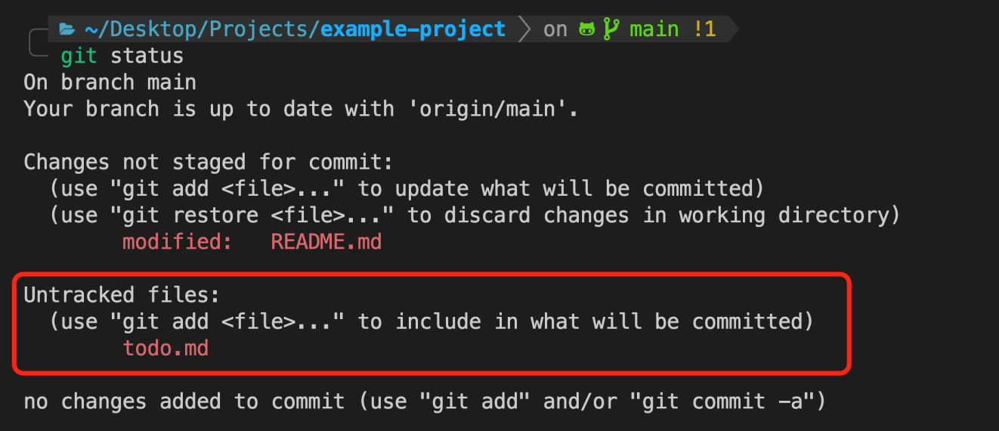 ~/Desktop/Projects/example-project on main !1
git status
On branch main
Your branch is up to date with 'origin/main'.
Changes not staged for commit:
(use "git add <file>..." to update what will be committed)
(use "git restore <file>..." to discard changes in working directory)
modified: README.md
Untracked files:
(use "git add <file>..." to include in what will be committed)
todo.md
no changes added to commit (use "git add" and/or "git commit -a")